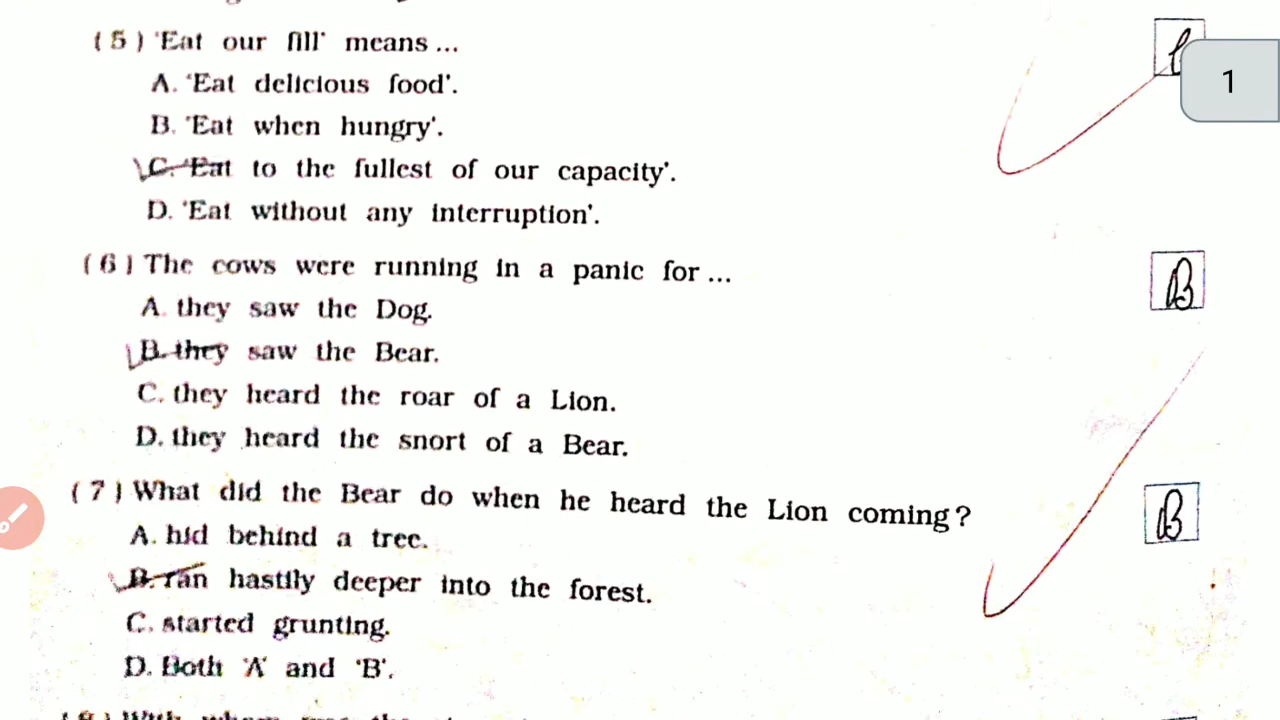 (5) 'Eat our fill' means ...
C
1
A. 'Eat delicious food'.
B. 'Eat when hungry'.
C. 'Eat to the fullest of our capacity'.
D. 'Eat without any interruption'.
(6) The cows were running in a panic for ...
B
A. they saw the Dog.
B. they saw the Bear.
C. they heard the roar of a Lion.
D. they heard the snort of a Bear.
(7) What did the Bear do when he heard the Lion coming?
B
A. hid behind a tree.
B. ran hastily deeper into the forest.
C. started grunting.
D. Both 'A' and 'B'.